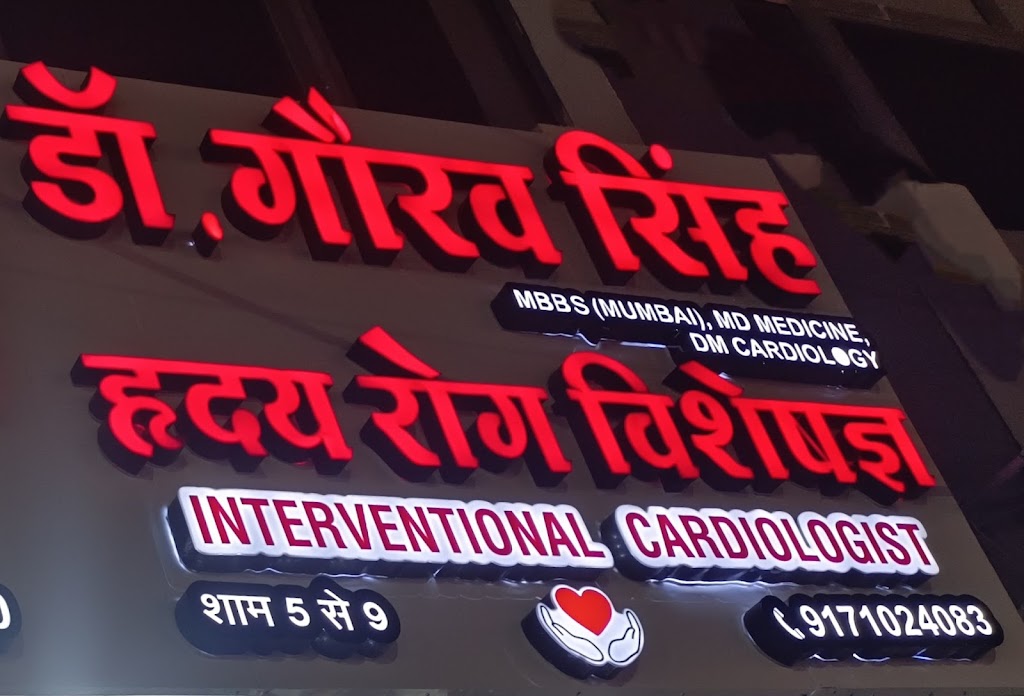 डॉ. गौरव सिंह
MBBS (MUMBAI), MD MEDICINE,
DM CARDIOLOGY
हृदय रोग विशेषज्ञ
INTERVENTIONAL CARDIOLOGIST
शाम 5 से 9
9171024083